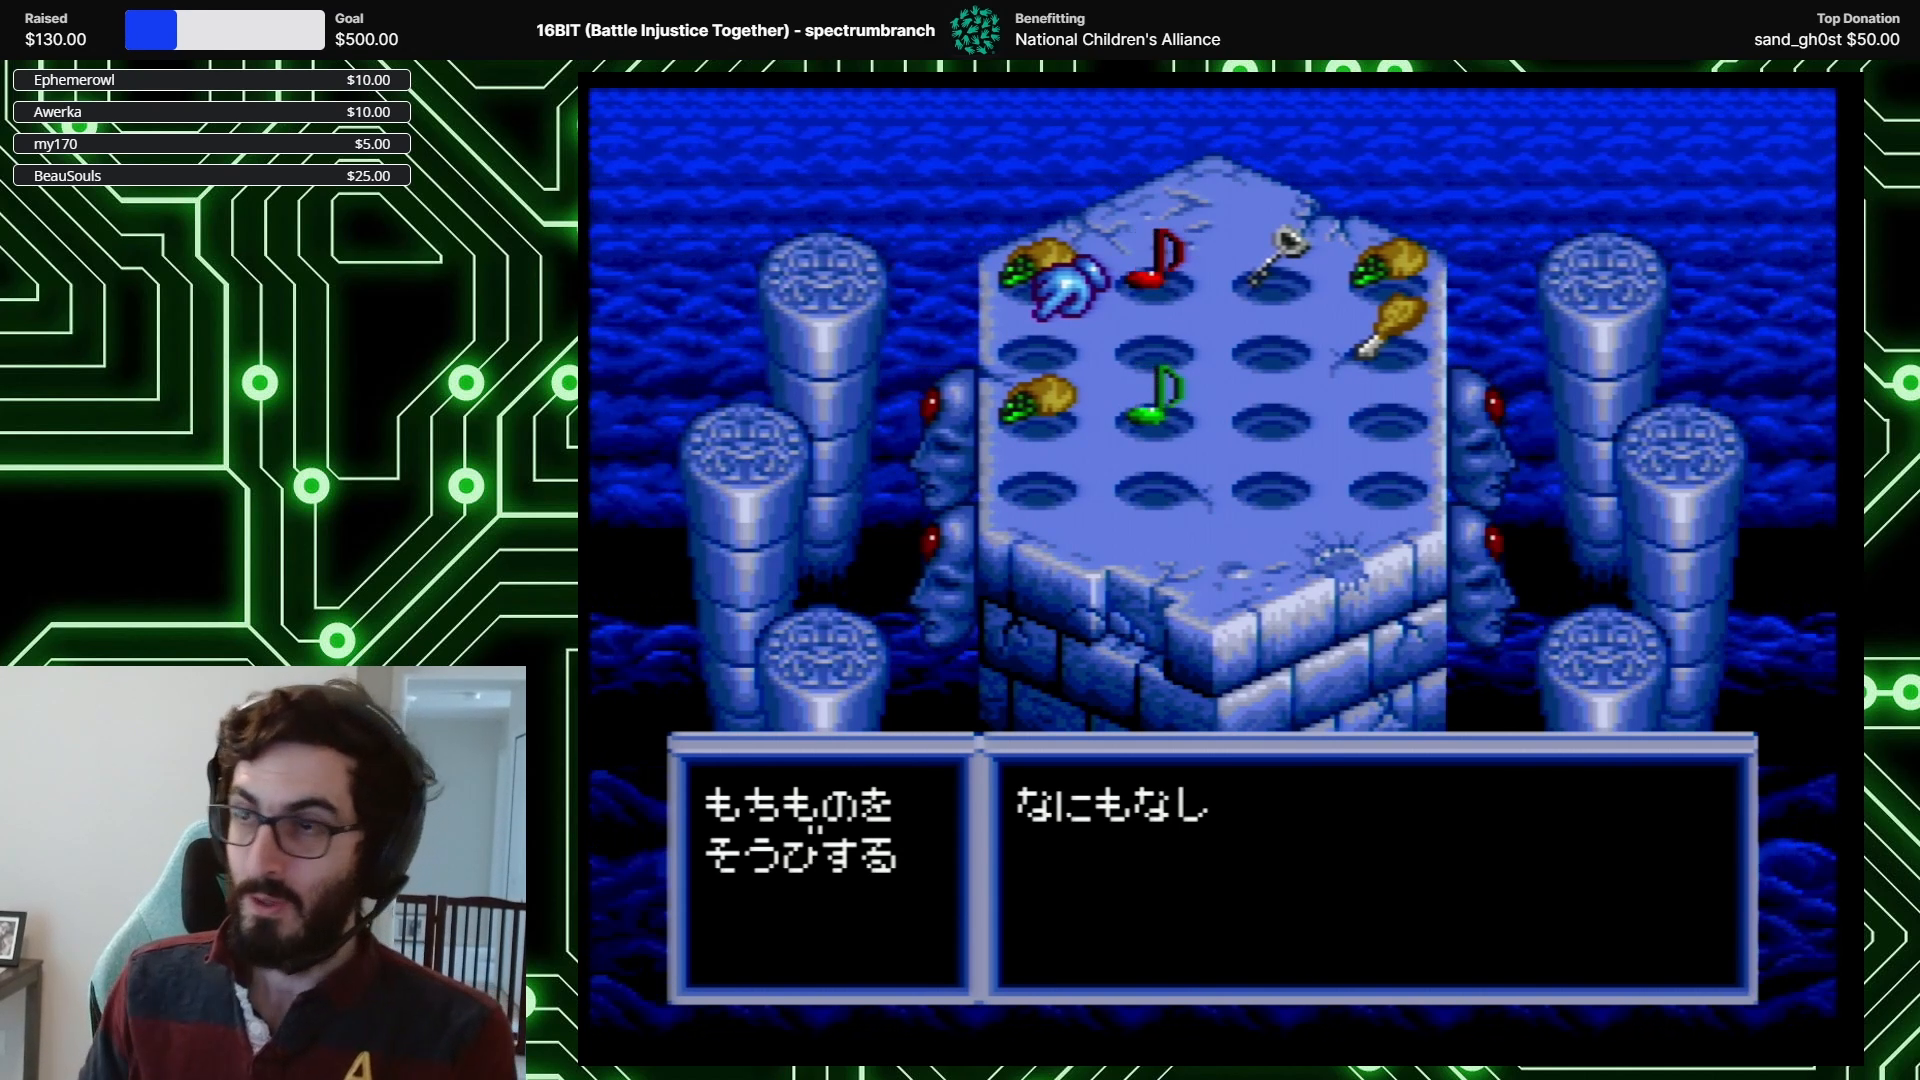 Raised
$130.00
Goal
$500.00
16BIT (Battle Injustice Together) - spectrumbranch
Benefitting
National Children's Alliance
Top Donation
sand_gh0st $50.00
Ephemerowl $10.00
Awerka $10.00
my170 $5.00
BeauSouls $25.00
もちものを
そうびする
なにもなし